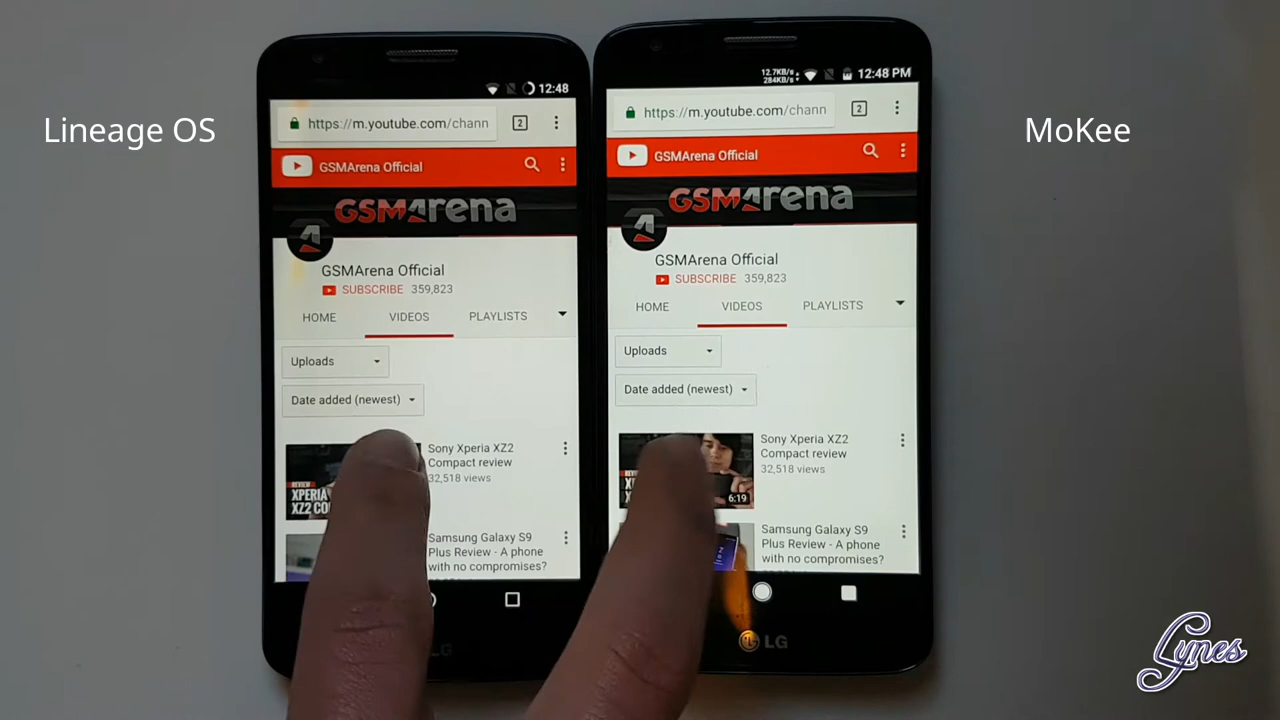 Lineage OS
MoKee
12:48
https://m.youtube.com/chann
2
GSMArena Official
GSMArena
GSMArena Official
SUBSCRIBE 359,823
HOME VIDEOS PLAYLISTS
Uploads
Date added (newest)
REVIEW
XPERIA
XZ2 CO
Sony Xperia XZ2
Compact review
32,518 views
Samsung Galaxy S9
Plus Review - A phone
with no compromises?
LG
12.7KB/s
284KB/s
12:48 PM
https://m.youtube.com/chann
2
GSMArena Official
GSMArena
GSMArena Official
SUBSCRIBE 359,823
HOME VIDEOS PLAYLISTS
Uploads
Date added (newest)
6:19
Sony Xperia XZ2
Compact review
32,518 views
Samsung Galaxy S9
Plus Review - A phone
with no compromises?
LG
Lynes